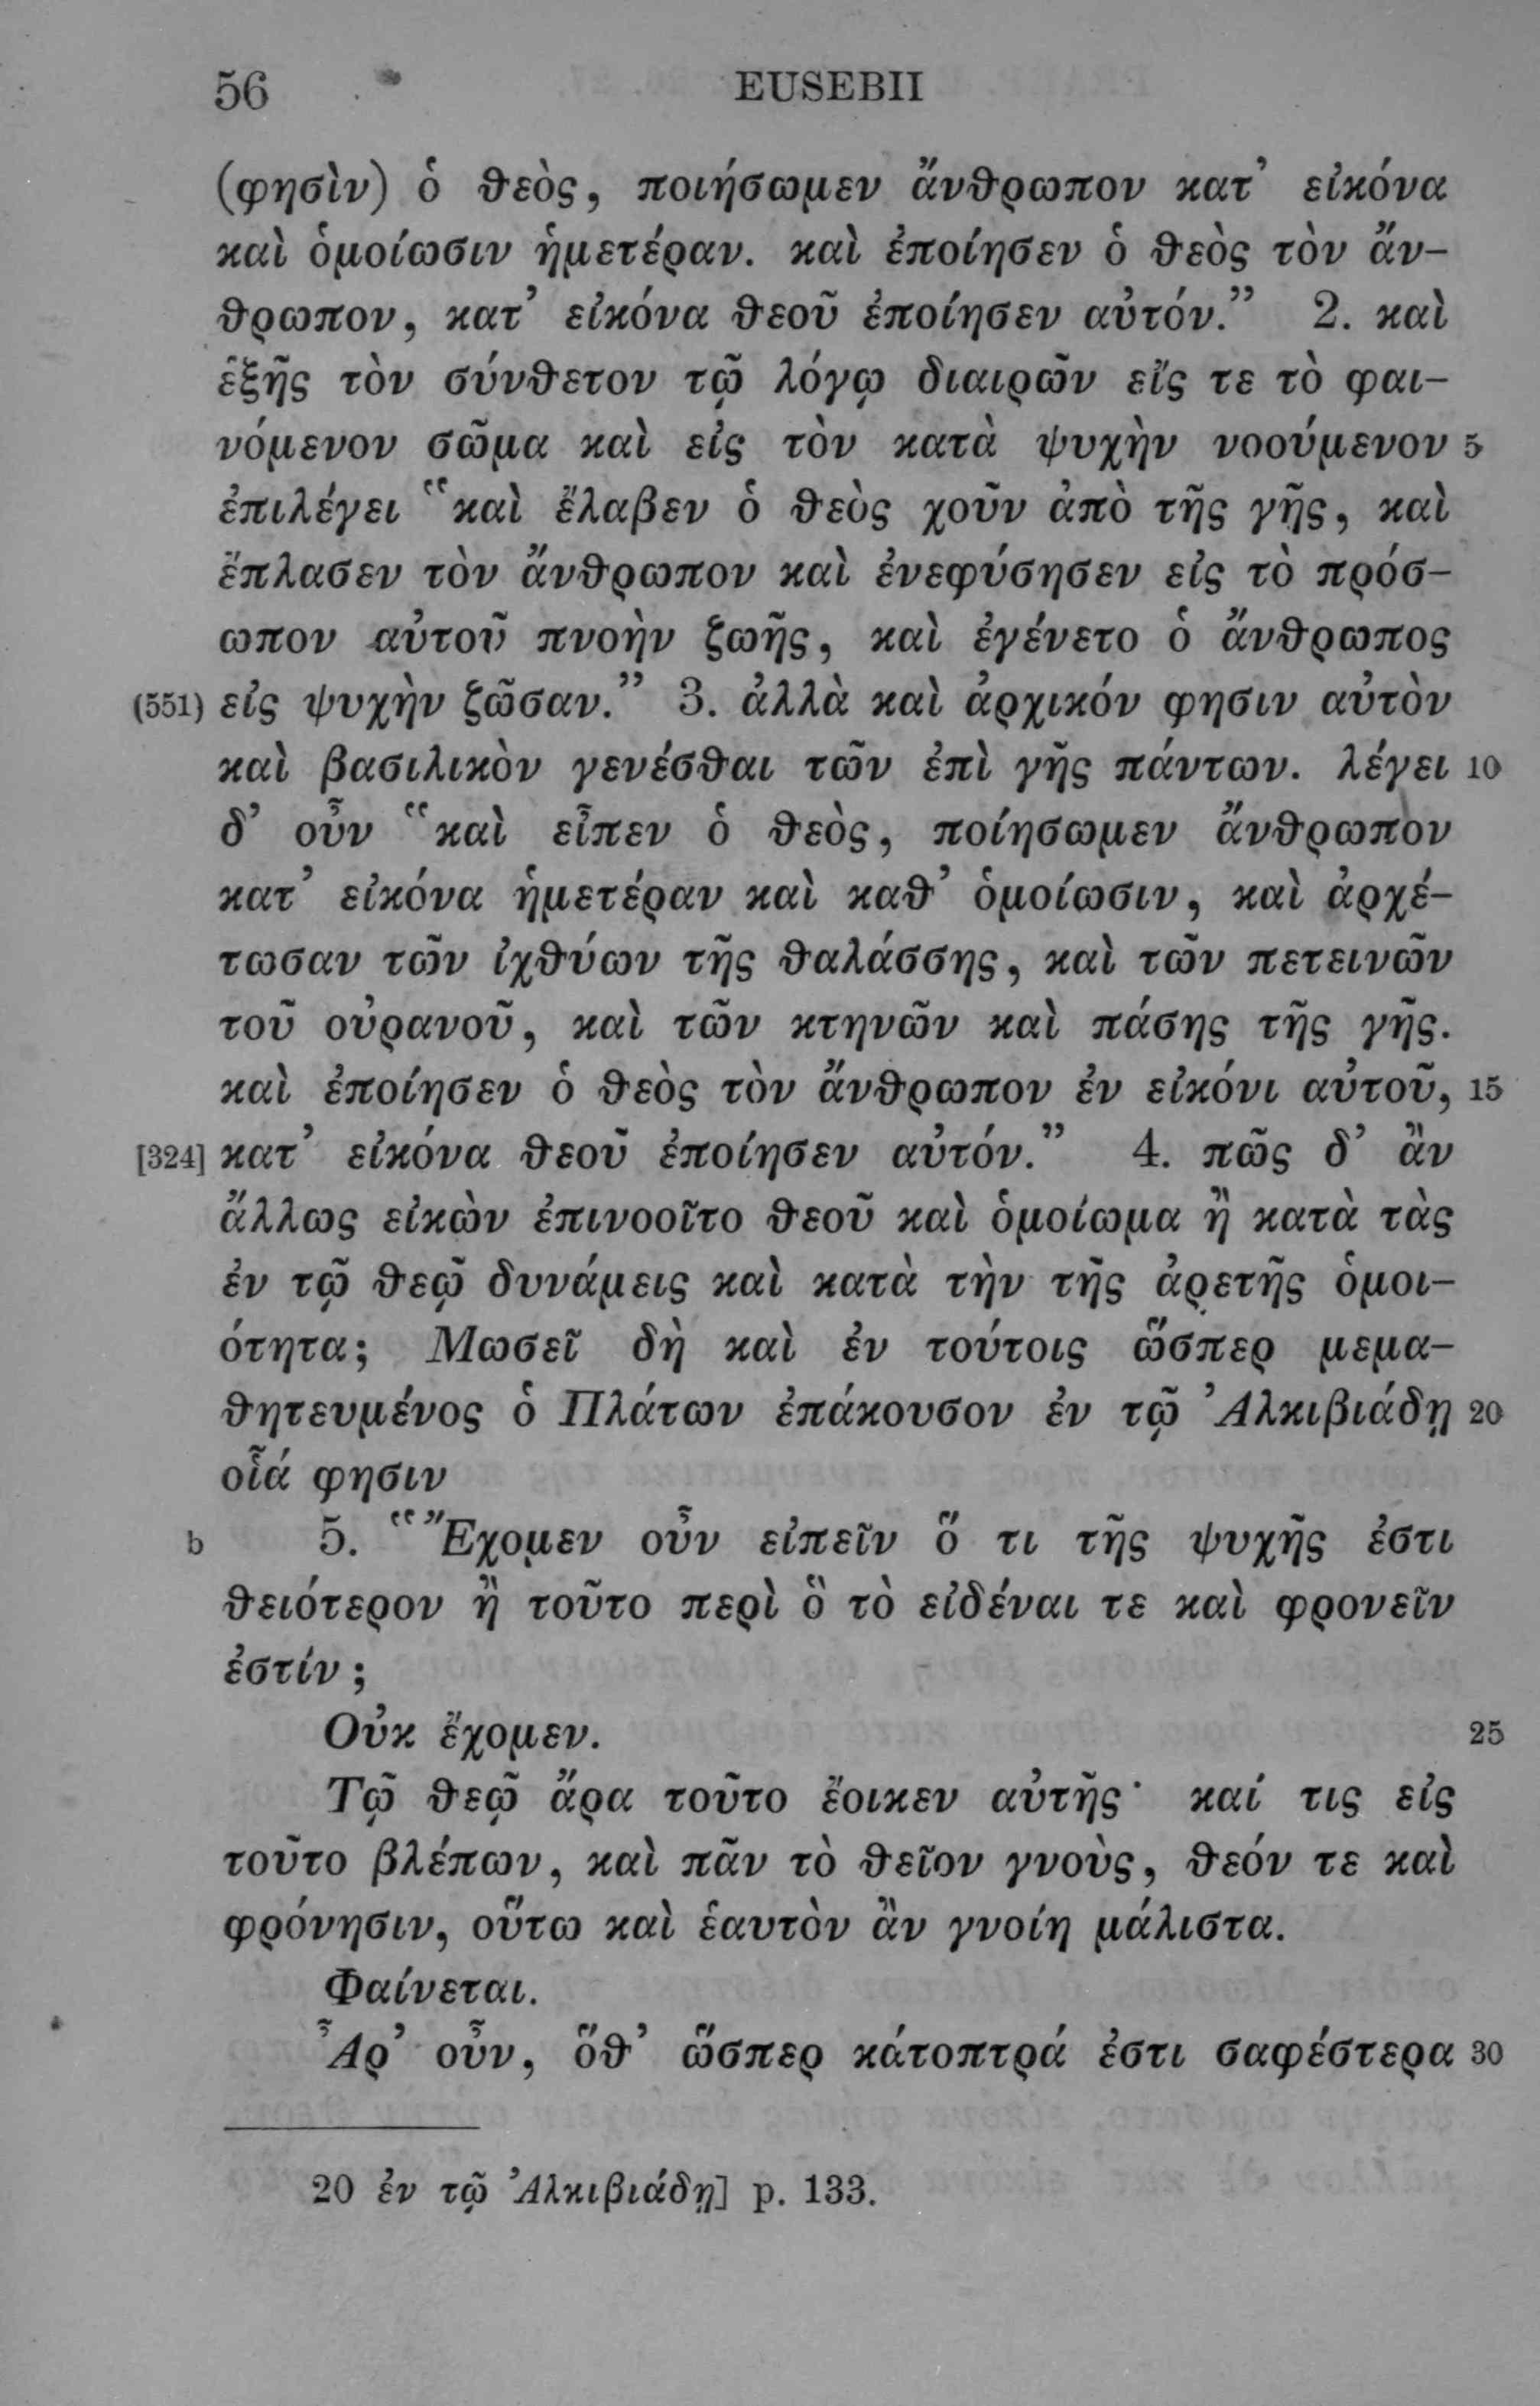 56 EUSEBII
(φησὶν) ὁ θεὸς, ποιήσωμεν ἄνθρωπον κατ᾽ εἰκόνα
καὶ ὁμοίωσιν ἡμετέραν. καὶ ἐποίησεν ὁ θεὸς τὸν ἄν-
θρωπον, κατ᾽ εἰκόνα θεοῦ ἐποίησεν αὐτόν.” 2. καὶ
ἑξῆς τὸν σύνθετον τῷ λόγῳ διαιρῶν εἴς τε τὸ φαι-
νόμενον σῶμα καὶ εἰς τὸν κατὰ ψυχὴν νοούμενον 5
ἐπιλέγει “καὶ ἔλαβεν ὁ θεὸς χοῦν ἀπὸ τῆς γῆς, καὶ
ἔπλασεν τὸν ἄνθρωπον καὶ ἐνεφύσησεν εἰς τὸ πρόσ-
ωπον αὐτοῦ πνοὴν ζωῆς, καὶ ἐγένετο ὁ ἄνθρωπος
(551) εἰς ψυχὴν ζῶσαν.” 3. ἀλλὰ καὶ ἀρχικόν φησιν αὐτὸν
καὶ βασιλικὸν γενέσθαι τῶν ἐπὶ γῆς πάντων. λέγει 10
δ᾽ οὖν “καὶ εἶπεν ὁ θεὸς, ποίησωμεν ἄνθρωπον
κατ᾽ εἰκόνα ἡμετέραν καὶ καθ᾽ ὁμοίωσιν, καὶ ἀρχέ-
τωσαν τῶν ἰχθύων τῆς θαλάσσης, καὶ τῶν πετεινῶν
τοῦ οὐρανοῦ, καὶ τῶν κτηνῶν καὶ πάσης τῆς γῆς.
καὶ ἐποίησεν ὁ θεὸς τὸν ἄνθρωπον ἐν εἰκόνι αὐτοῦ, 15
[324] κατ᾽ εἰκόνα θεοῦ ἐποίησεν αὐτόν.” 4. πῶς δ᾽ ἂν
ἄλλως εἰκὼν ἐπινοοῖτο θεοῦ καὶ ὁμοίωμα ἢ κατὰ τὰς
ἐν τῷ θεῷ δυνάμεις καὶ κατὰ τὴν τῆς ἀρετῆς ὁμοι-
ότητα; Μωσεῖ δὴ καὶ ἐν τούτοις ὥσπερ μεμα-
θητευμένος ὁ Πλάτων ἐπάκουσον ἐν τῷ Ἀλκιβιάδῃ 20
οἷά φησιν
b 5. “Ἔχομεν οὖν εἰπεῖν ὅ τι τῆς ψυχῆς ἐστι
θειότερον ἢ τοῦτο περὶ ὃ τὸ εἰδέναι τε καὶ φρονεῖν
ἐστίν;
Οὐκ ἔχομεν. 25
Τῷ θεῷ ἄρα τοῦτο ἔοικεν αὐτῆς· καί τις εἰς
τοῦτο βλέπων, καὶ πᾶν τὸ θεῖον γνοὺς, θεόν τε καὶ
φρόνησιν, οὕτω καὶ ἑαυτὸν ἂν γνοίη μάλιστα.
Φαίνεται.
Ἆρ᾽ οὖν, ὅθ᾽ ὥσπερ κάτοπτρά ἐστι σαφέστερα 30
20 ἐν τῷ Ἀλκιβιάδῃ] p. 133.